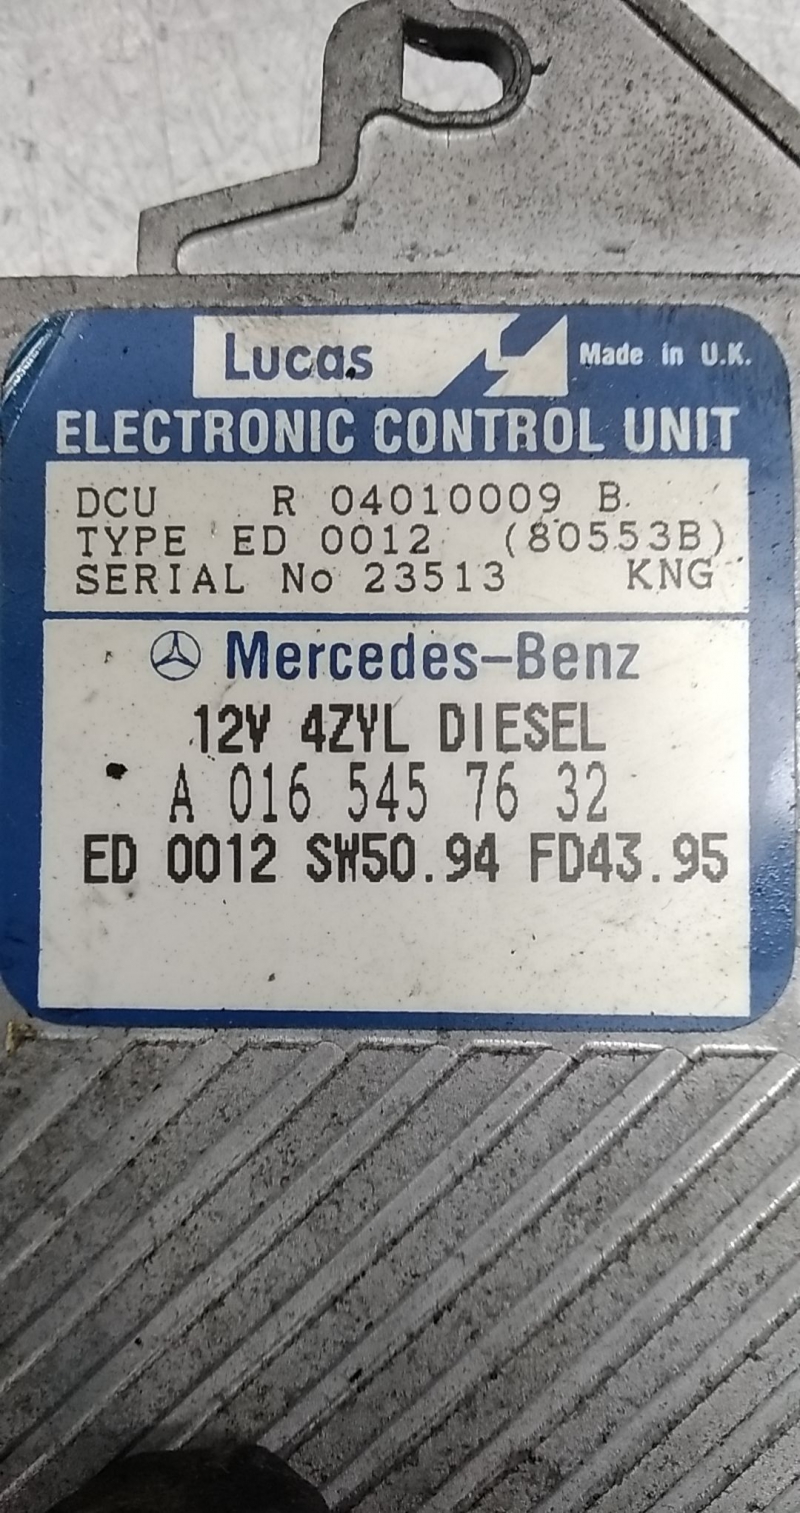 Lucas Made in U.K.
ELECTRONIC CONTROL UNIT
DCU R 04010009 B
TYPE ED 0012 (80553B)
SERIAL No 23513 KNG
Mercedes-Benz
12V 4ZYL DIESEL
A 016 545 76 32
ED 0012 SW50.94 FD43.95